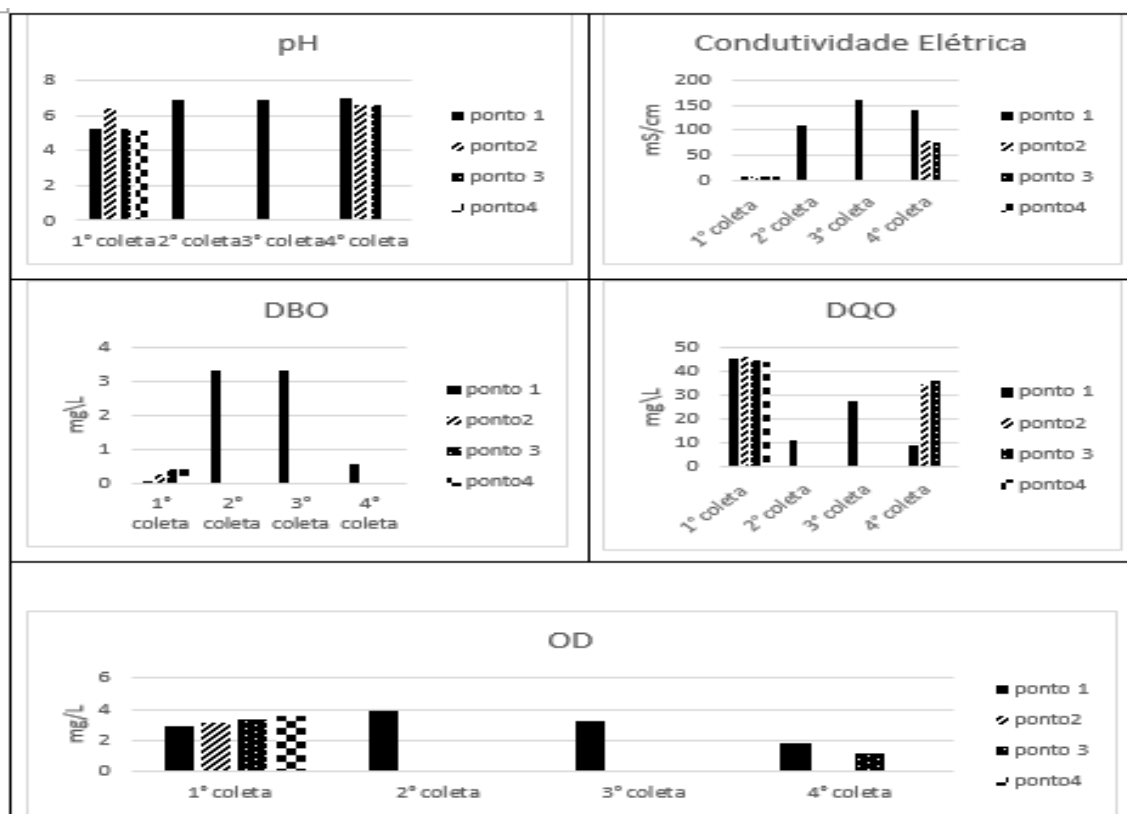 pH
8
6
4
2
0
1° coleta 2° coleta 3° coleta 4° coleta
ponto 1
ponto2
ponto 3
ponto4
Condutividade Elétrica
mS/cm
200
150
100
50
0
1° coleta
2° coleta
3° coleta
4° coleta
ponto 1
ponto2
ponto 3
ponto4
DBO
mg\L
4
3
2
1
0
1° 2° 3° 4°
coleta coleta coleta coleta
ponto 1
ponto2
ponto 3
ponto4
DQO
mg\L
50
40
30
20
10
0
1° coleta
2° coleta
3° coleta
4° coleta
ponto 1
ponto2
ponto 3
ponto4
OD
mg/L
6
4
2
0
1° coleta 2° coleta 3° coleta 4° coleta
ponto 1
ponto2
ponto 3
ponto4